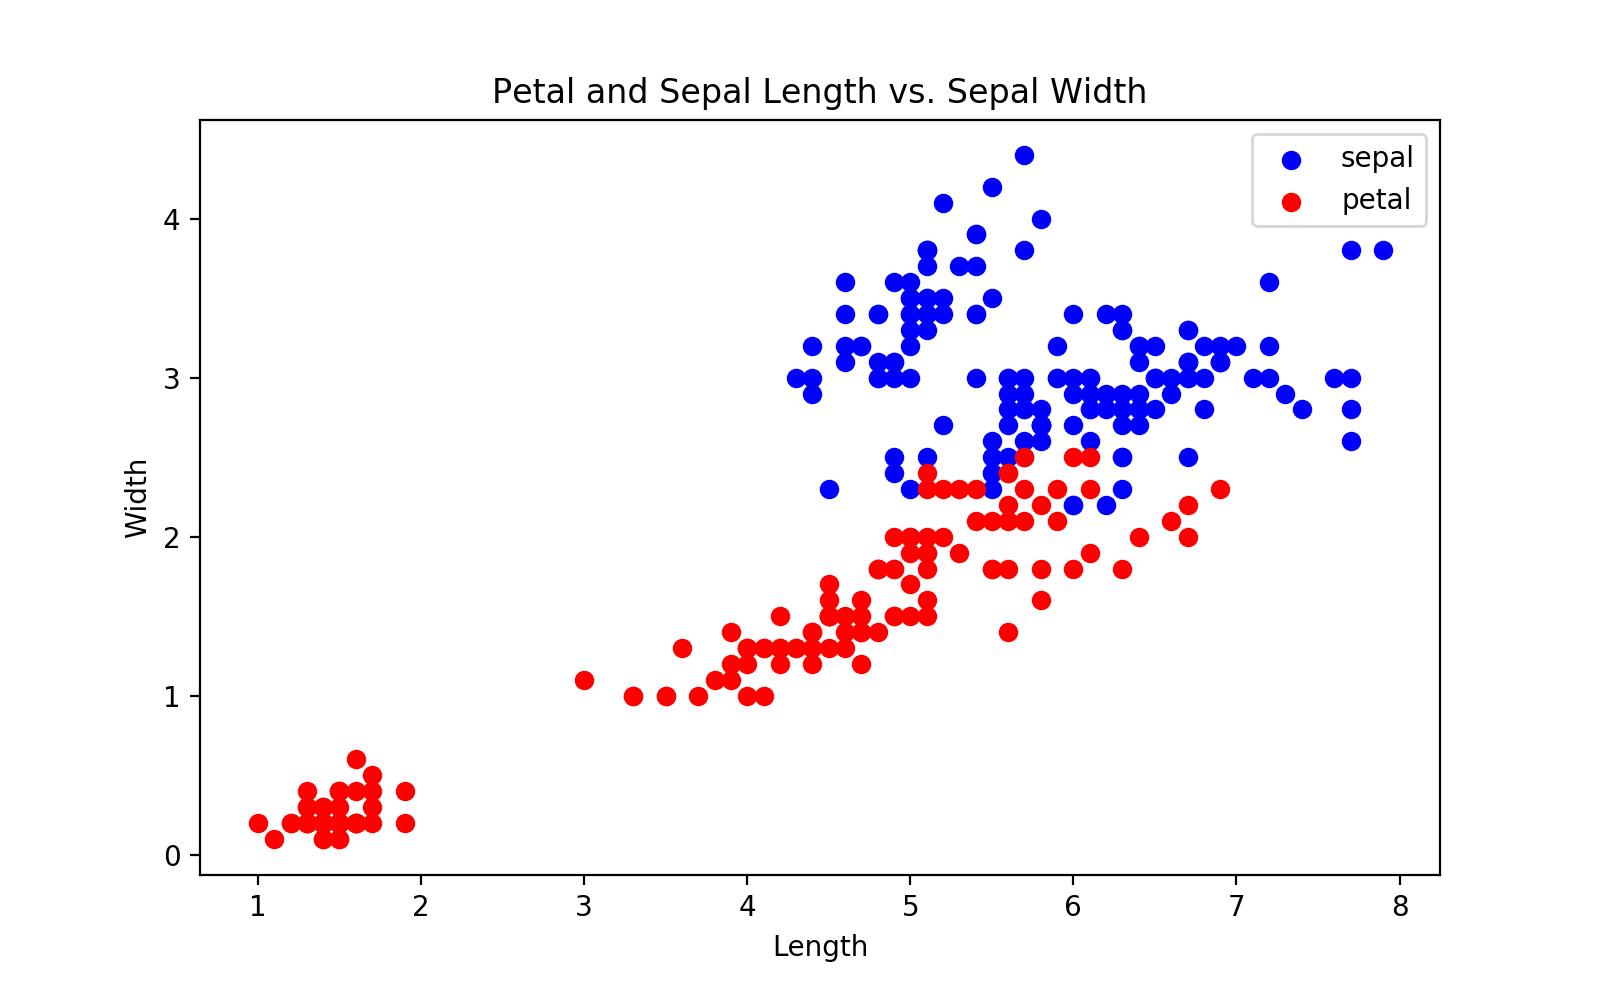 Petal and Sepal Length vs. Sepal Width
sepal
petal
4
3
2
1
0
Width
1 2 3 4 5 6 7 8
Length